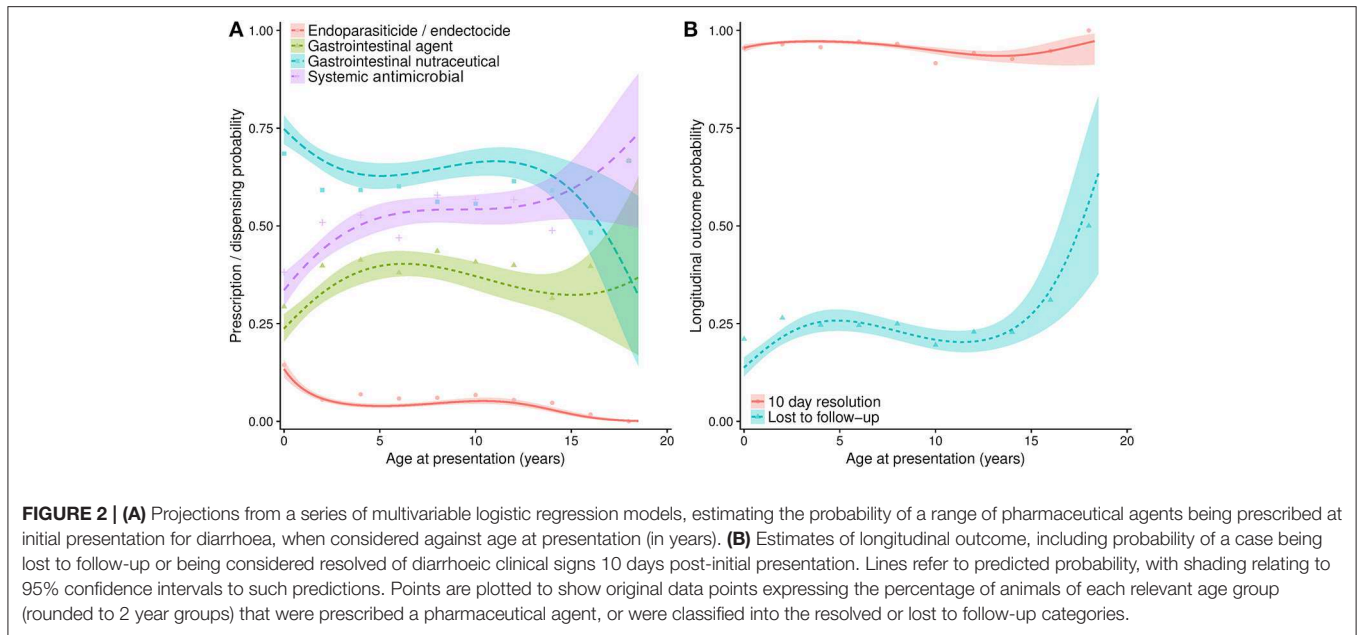 A
Endoparasiticide / endectocide
Gastrointestinal agent
Gastrointestinal nutraceutical
Systemic antimicrobial
1.00
0.75
0.50
0.25
0.00
Prescription / dispensing probability
0
5
10
15
20
Age at presentation (years)
B
1.00
0.75
0.50
0.25
0.00
Longitudinal outcome probability
10 day resolution
Lost to follow−up
0
5
10
15
20
Age at presentation (years)
FIGURE 2 | (A) Projections from a series of multivariable logistic regression models, estimating the probability of a range of pharmaceutical agents being prescribed at
initial presentation for diarrhoea, when considered against age at presentation (in years). (B) Estimates of longitudinal outcome, including probability of a case being
lost to follow-up or being considered resolved of diarrhoeic clinical signs 10 days post-initial presentation. Lines refer to predicted probability, with shading relating to
95% confidence intervals to such predictions. Points are plotted to show original data points expressing the percentage of animals of each relevant age group
(rounded to 2 year groups) that were prescribed a pharmaceutical agent, or were classified into the resolved or lost to follow-up categories.